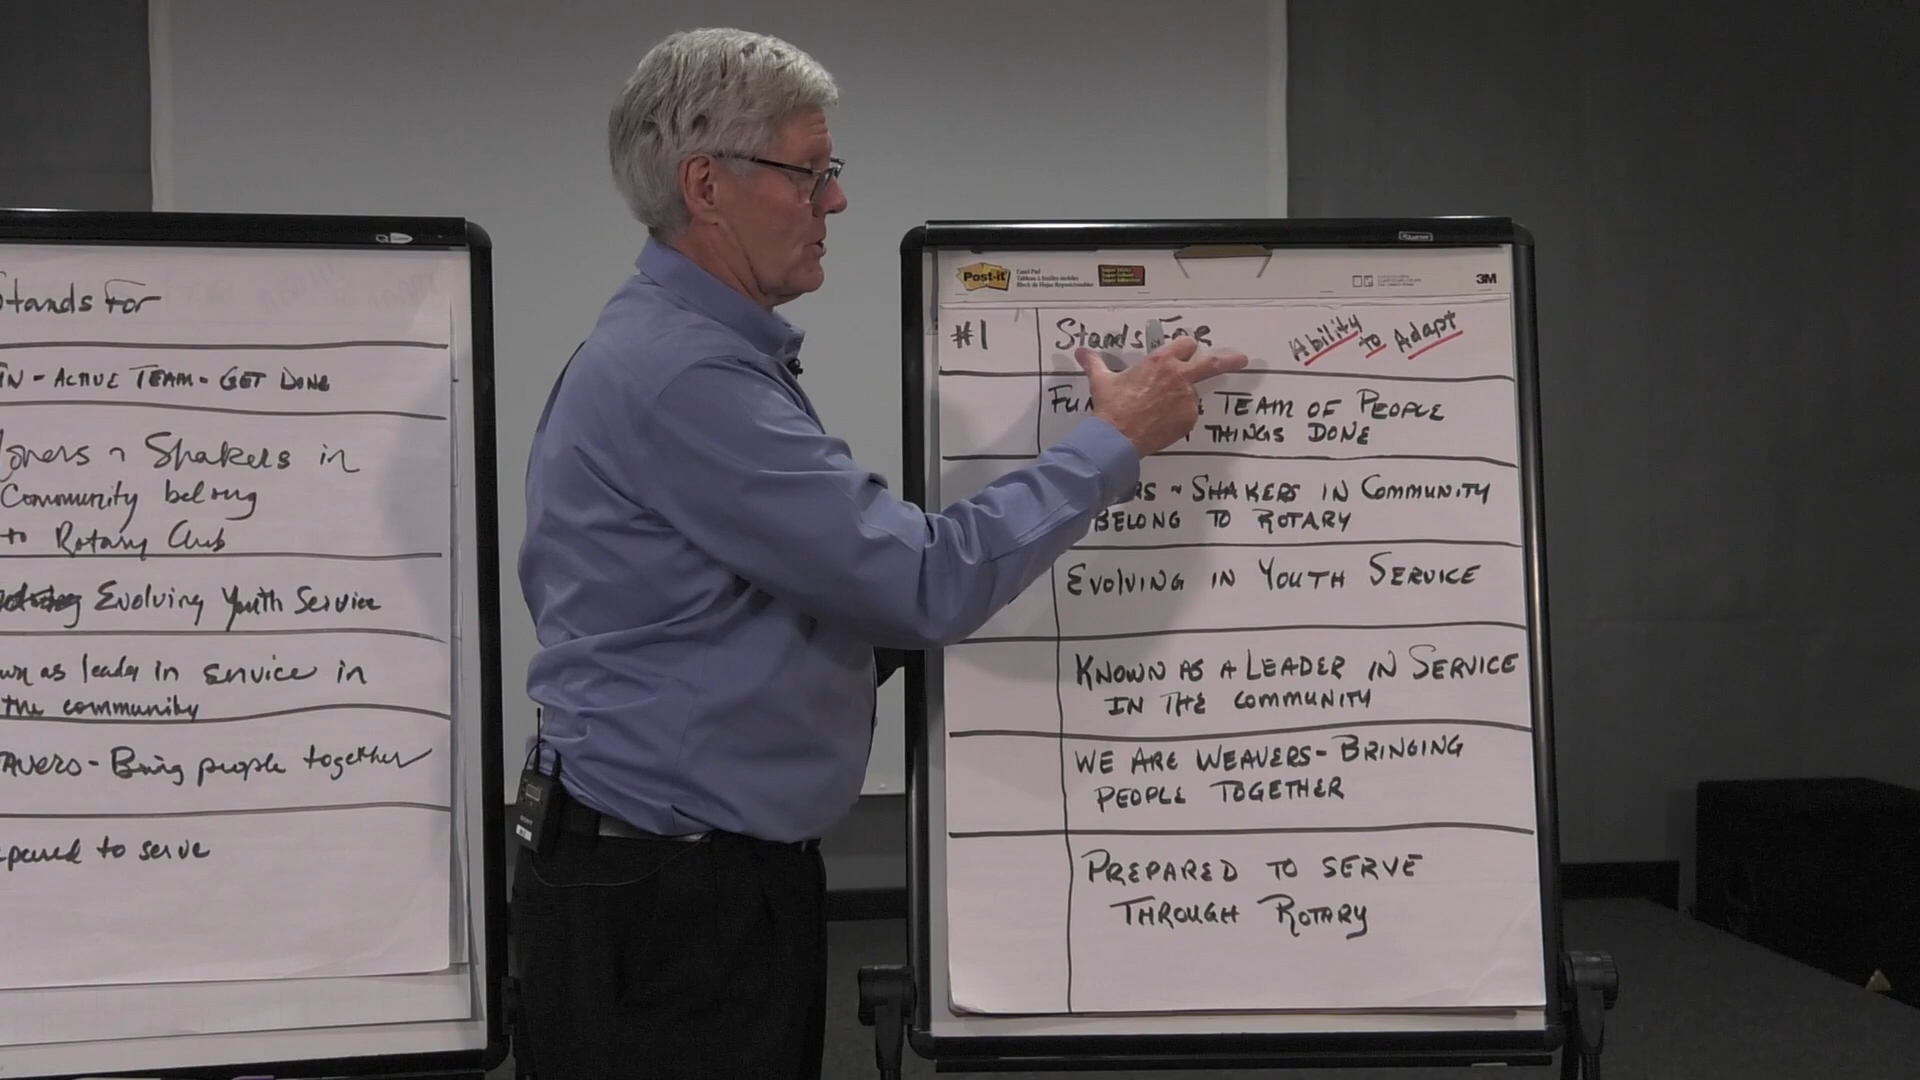 Stands For
- ACTIVE TEAM - GET DONE
Shakers in
Community belong
to Rotary Club
Evolving Youth Service
as leader in service in
the community
- Bring people together
to serve
Post-it
Easel Pad
3M
#1
Stands For
Ability to Adapt
TEAM OF PEOPLE
THINGS DONE
SHAKERS IN COMMUNITY
BELONG TO ROTARY
EVOLVING IN YOUTH SERVICE
KNOWN AS A LEADER IN SERVICE
IN THE COMMUNITY
WE ARE WEAVERS - BRINGING
PEOPLE TOGETHER
PREPARED TO SERVE
THROUGH ROTARY